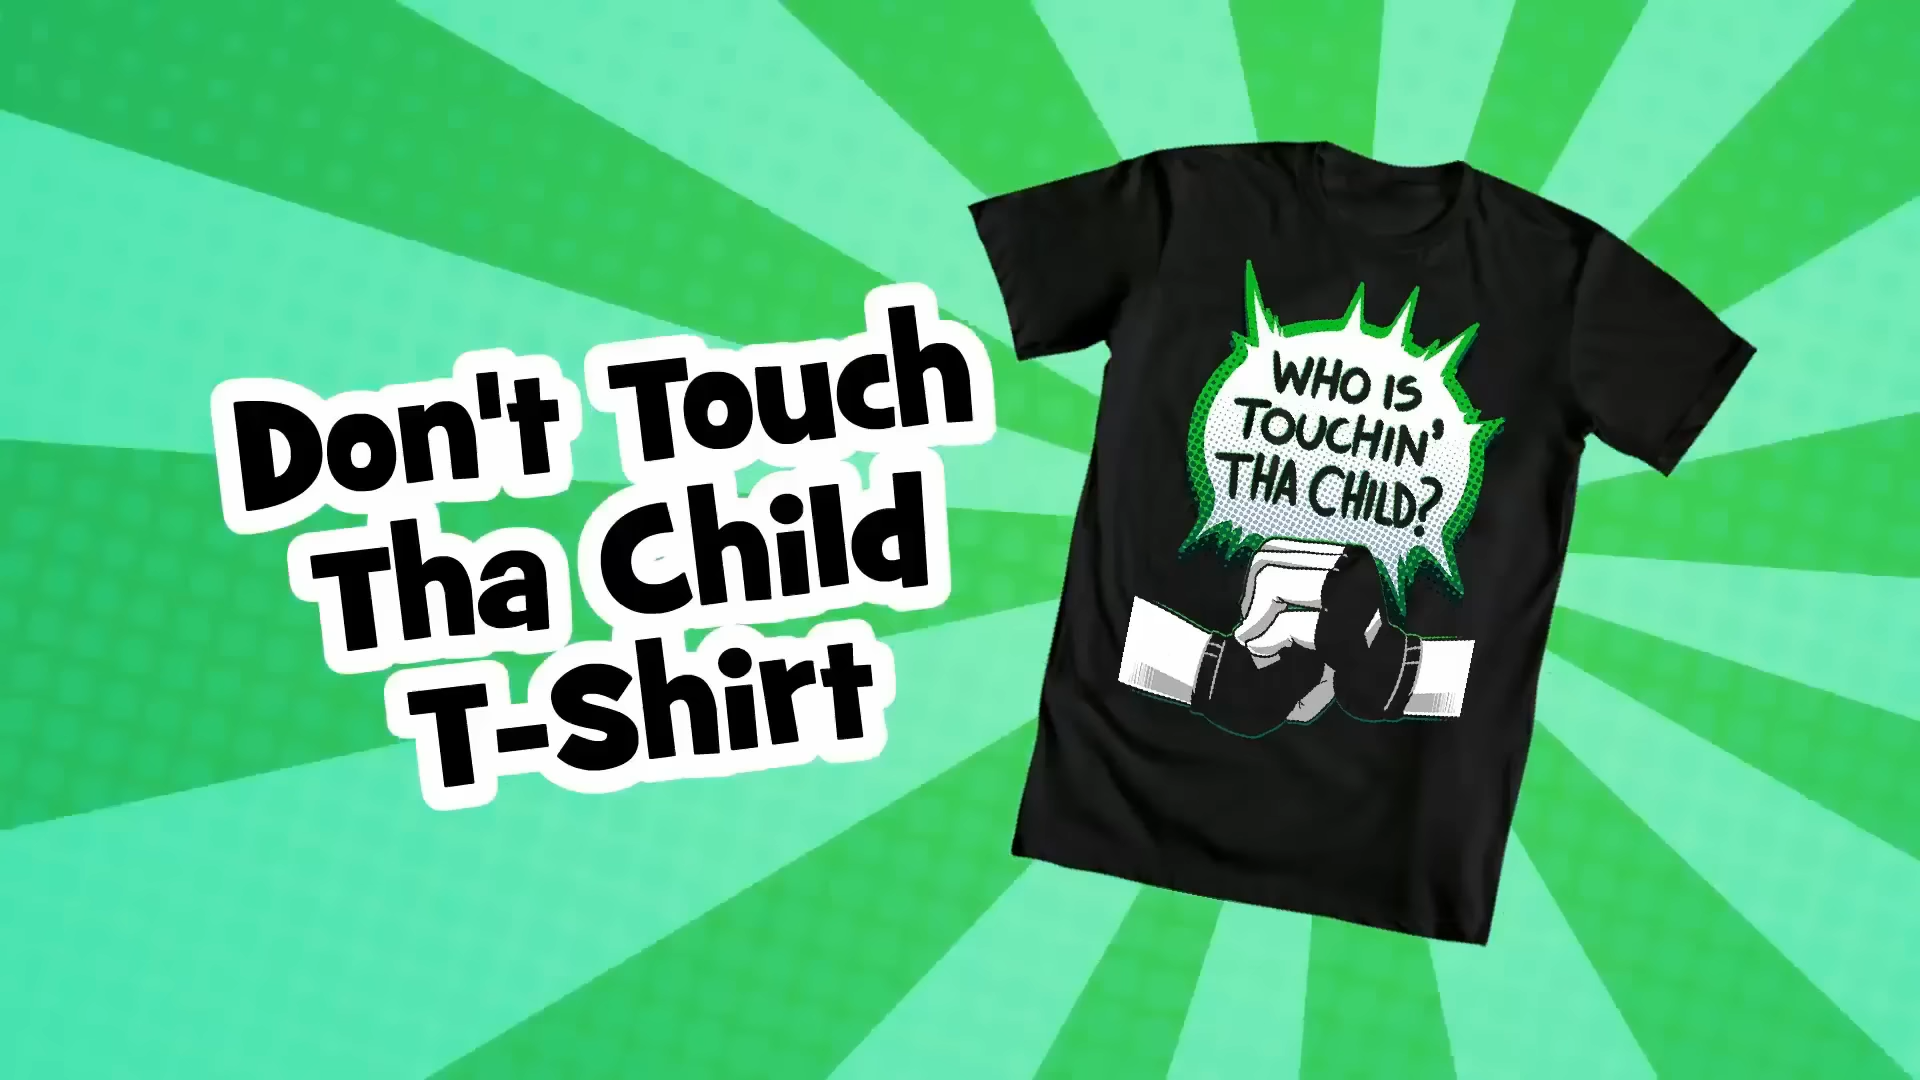 Don't Touch
Tha Child
T-Shirt
WHO IS
TOUCHIN'
THA CHILD?